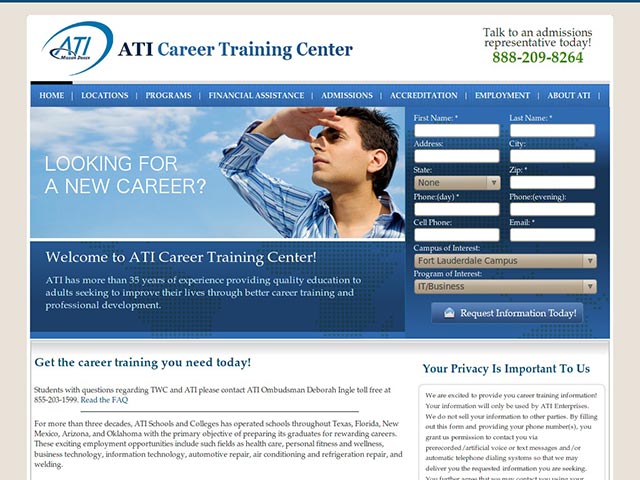 ATI
MISSION DRIVEN
ATI Career Training Center
Talk to an admissions
representative today!
888-209-8264
HOME | LOCATIONS | PROGRAMS | FINANCIAL ASSISTANCE | ADMISSIONS | ACCREDITATION | EMPLOYMENT | ABOUT ATI |
LOOKING FOR
A NEW CAREER?
Welcome to ATI Career Training Center!
ATI has more than 35 years of experience providing quality education to
adults seeking to improve their lives through better career training and
professional development.
First Name: * Last Name: *
Address: City:
State: Zip: *
None
Phone:(day) * Phone:(evening):
Cell Phone: Email: *
Campus of Interest:
Fort Lauderdale Campus
Program of Interest:
IT/Business
Request Information Today!
Get the career training you need today!
Students with questions regarding TWC and ATI please contact ATI Ombudsman Deborah Ingle toll free at
855-203-1599. Read the FAQ
For more than three decades, ATI Schools and Colleges has operated schools throughout Texas, Florida, New
Mexico, Arizona, and Oklahoma with the primary objective of preparing its graduates for rewarding careers.
These exciting employment opportunities include such fields as health care, personal fitness and wellness,
business technology, information technology, automotive repair, air conditioning and refrigeration repair, and
welding.
Your Privacy Is Important To Us
We are excited to provide you career training information!
Your information will only be used by ATI Enterprises.
We do not sell your information to other parties. By filling
out this form and providing your phone number(s), you
grant us permission to contact you via
prerecorded/artificial voice or text messages and/or
automatic telephone dialing systems so that we may
deliver you the requested information you are seeking.
You further agree that we may contact you using your